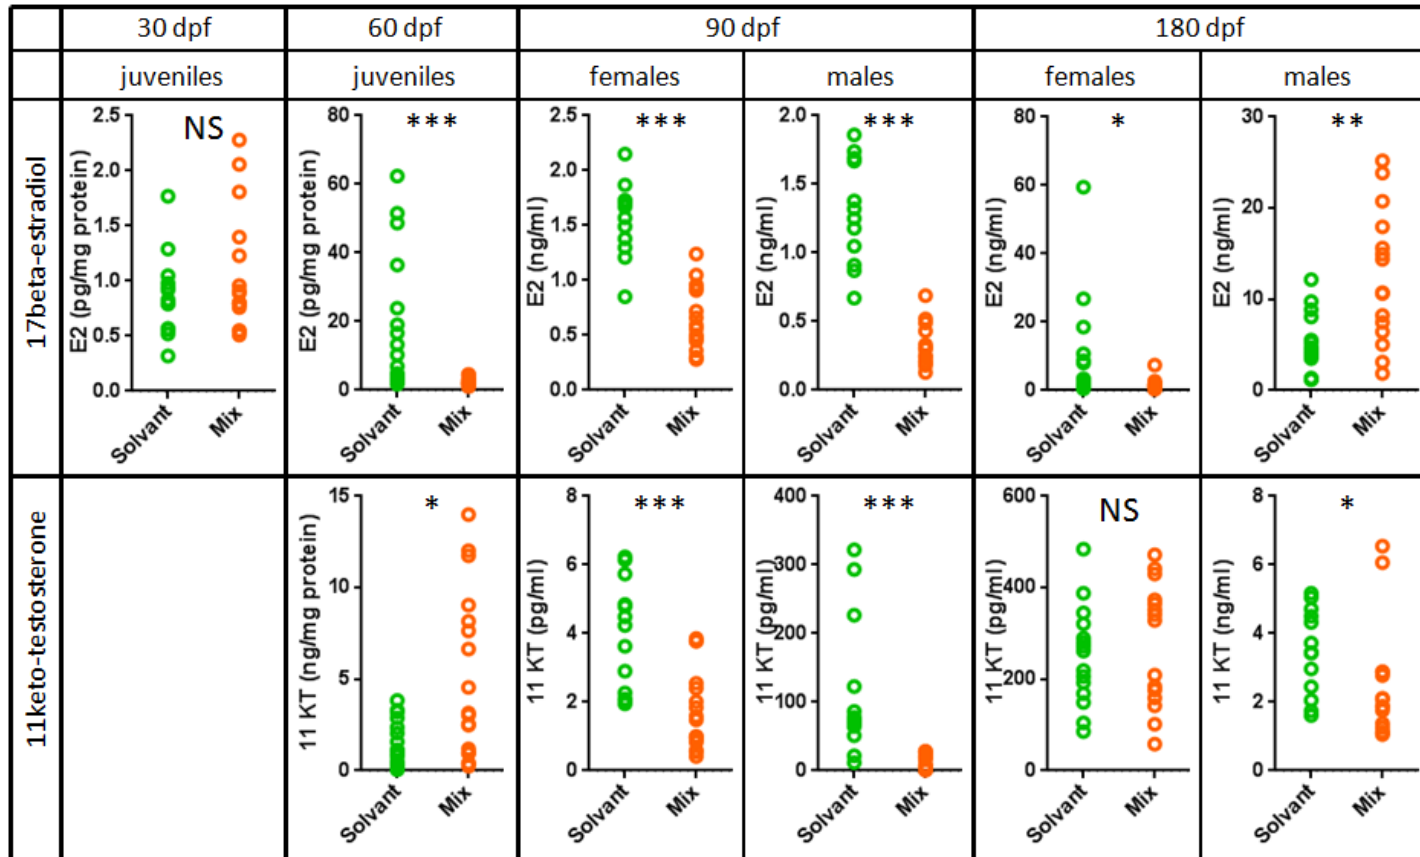 30 dpf 60 dpf 90 dpf 180 dpf
juveniles juveniles females males females males
17beta-estradiol
E2 (pg/mg protein)
2.5
2.0
1.5
1.0
0.5
0.0
NS
Solvant Mix
E2 (pg/mg protein)
80
60
40
20
0
***
Solvant Mix
E2 (ng/ml)
2.5
2.0
1.5
1.0
0.5
0.0
***
Solvant Mix
E2 (ng/ml)
2.0
1.5
1.0
0.5
0.0
***
Solvant Mix
E2 (ng/ml)
80
60
40
20
0
*
Solvant Mix
E2 (ng/ml)
30
20
10
0
**
Solvant Mix
11keto-testosterone
11 KT (ng/mg protein)
15
10
5
0
*
Solvant Mix
11 KT (pg/ml)
8
6
4
2
0
***
Solvant Mix
11 KT (pg/ml)
400
300
200
100
0
***
Solvant Mix
11 KT (pg/ml)
600
400
200
0
NS
Solvant Mix
11 KT (ng/ml)
8
6
4
2
0
*
Solvant Mix